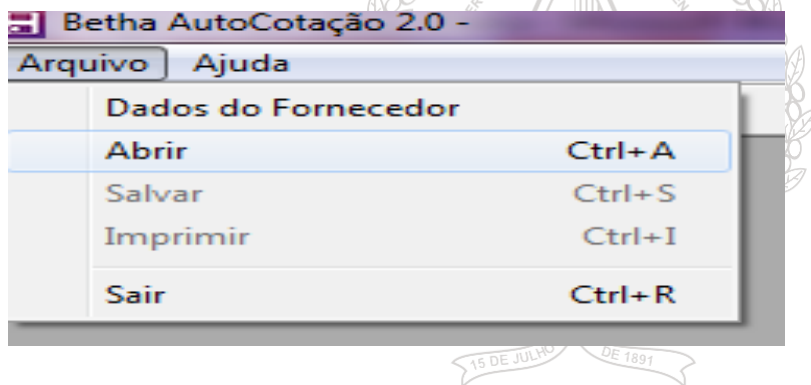 Betha AutoCotação 2.0 -
Arquivo Ajuda
Dados do Fornecedor
Abrir Ctrl+A
Salvar Ctrl+S
Imprimir Ctrl+I
Sair Ctrl+R
15 DE JULHO DE 1891